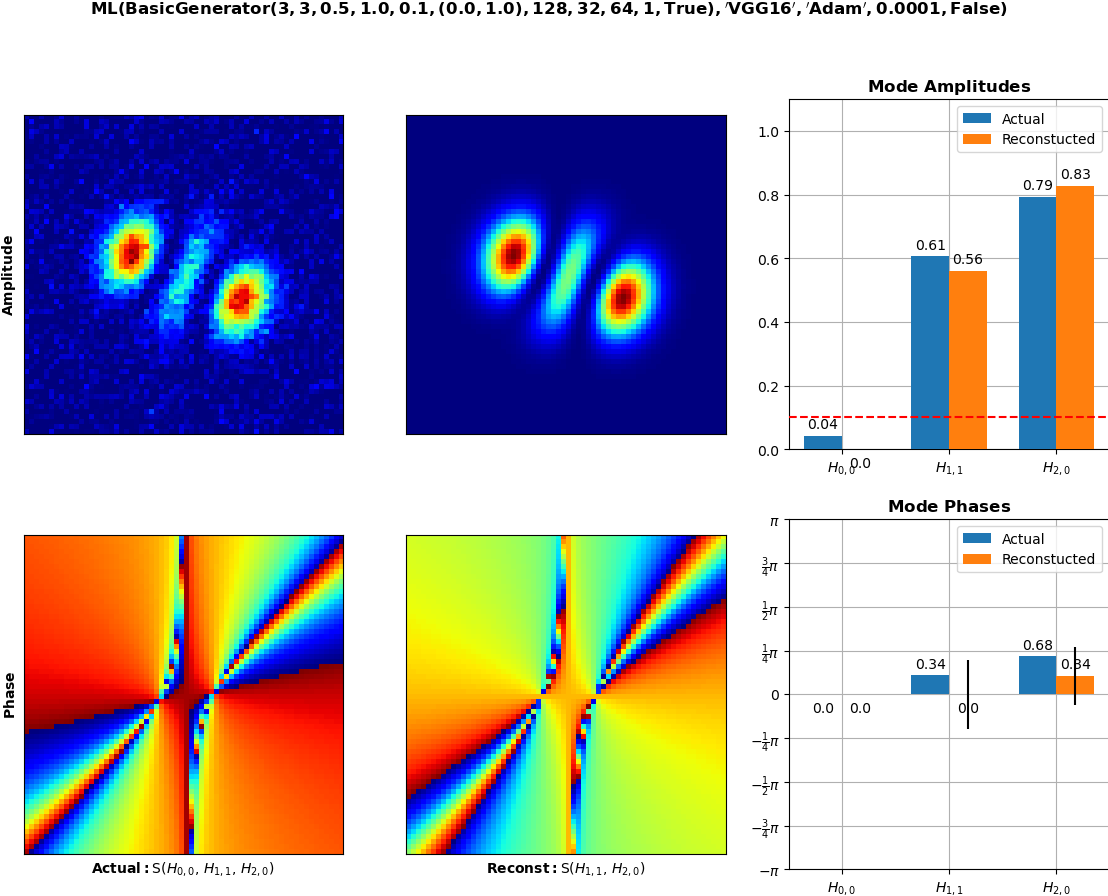 ML(BasicGenerator(3, 3, 0.5, 1.0, 0.1, (0.0, 1.0), 128, 32, 64, 1, True), ′VGG16′, ′Adam′, 0.0001, False)
Amplitude
Mode Amplitudes
Actual
Reconstucted
1.0
0.8
0.6
0.4
0.2
0.0
0.04
0.0
0.61
0.56
0.79
0.83
H0,0
H1,1
H2,0
Phase
Actual: S(H0,0, H1,1, H2,0)
Reconst: S(H1,1, H2,0)
Mode Phases
Actual
Reconstucted
π
3/4π
1/2π
1/4π
0
−1/4π
−1/2π
−3/4π
−π
0.0
0.0
0.34
0.0
0.68
0.34
H0,0
H1,1
H2,0